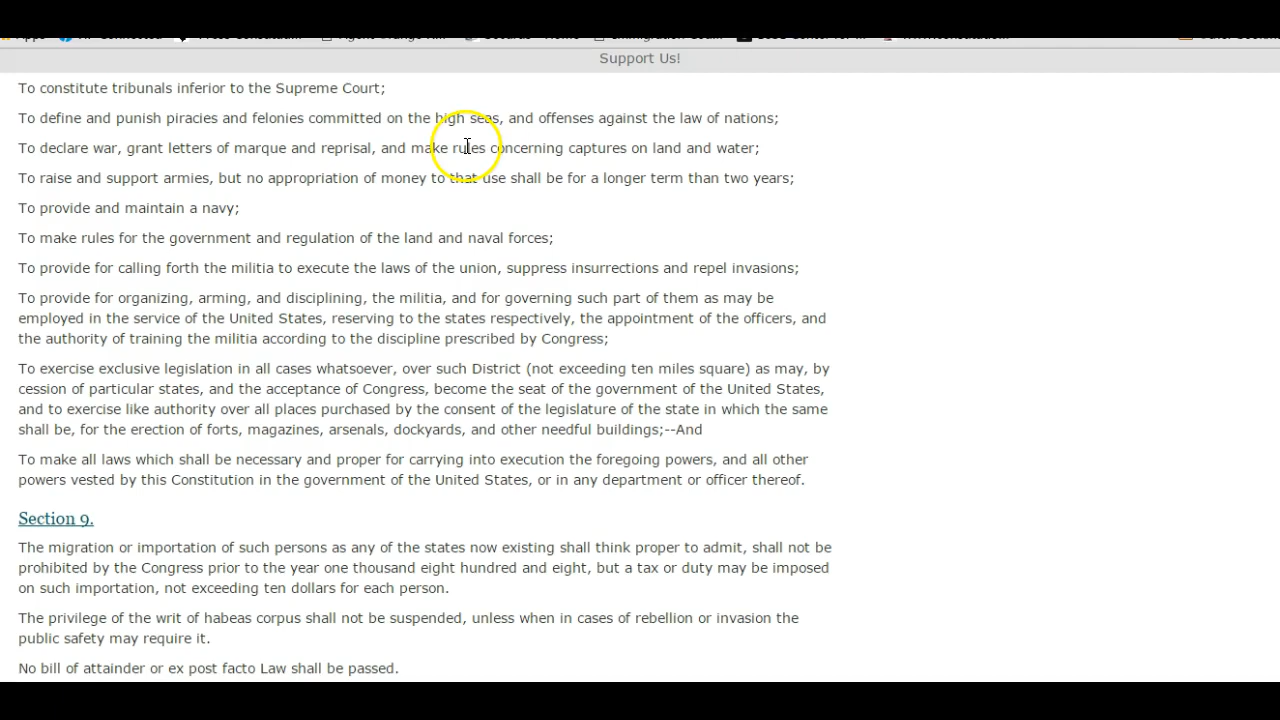 Support Us!
To constitute tribunals inferior to the Supreme Court;
To define and punish piracies and felonies committed on the high seas, and offenses against the law of nations;
To declare war, grant letters of marque and reprisal, and make rules concerning captures on land and water;
To raise and support armies, but no appropriation of money to that use shall be for a longer term than two years;
To provide and maintain a navy;
To make rules for the government and regulation of the land and naval forces;
To provide for calling forth the militia to execute the laws of the union, suppress insurrections and repel invasions;
To provide for organizing, arming, and disciplining, the militia, and for governing such part of them as may be
employed in the service of the United States, reserving to the states respectively, the appointment of the officers, and
the authority of training the militia according to the discipline prescribed by Congress;
To exercise exclusive legislation in all cases whatsoever, over such District (not exceeding ten miles square) as may, by
cession of particular states, and the acceptance of Congress, become the seat of the government of the United States,
and to exercise like authority over all places purchased by the consent of the legislature of the state in which the same
shall be, for the erection of forts, magazines, arsenals, dockyards, and other needful buildings;--And
To make all laws which shall be necessary and proper for carrying into execution the foregoing powers, and all other
powers vested by this Constitution in the government of the United States, or in any department or officer thereof.
Section 9.
The migration or importation of such persons as any of the states now existing shall think proper to admit, shall not be
prohibited by the Congress prior to the year one thousand eight hundred and eight, but a tax or duty may be imposed
on such importation, not exceeding ten dollars for each person.
The privilege of the writ of habeas corpus shall not be suspended, unless when in cases of rebellion or invasion the
public safety may require it.
No bill of attainder or ex post facto Law shall be passed.